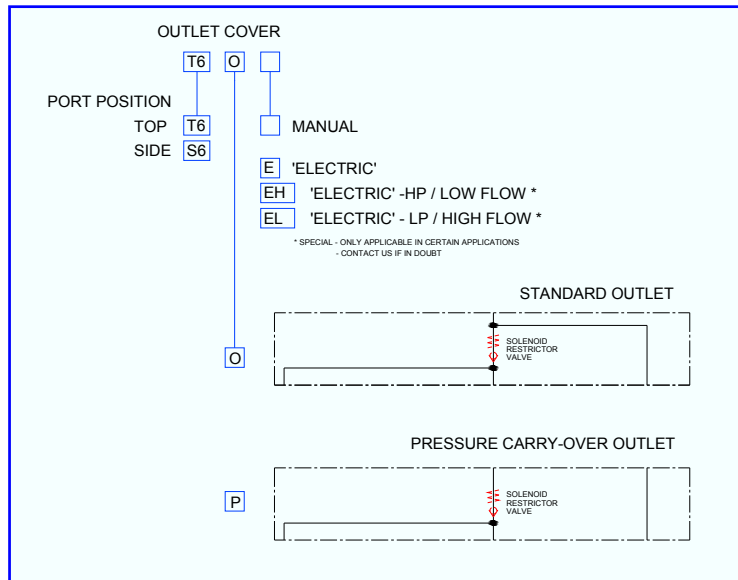 OUTLET COVER
T6 O
PORT POSITION
TOP T6 MANUAL
SIDE S6
E 'ELECTRIC'
EH 'ELECTRIC' -HP / LOW FLOW *
EL 'ELECTRIC' - LP / HIGH FLOW *
* SPECIAL - ONLY APPLICABLE IN CERTAIN APPLICATIONS
- CONTACT US IF IN DOUBT
STANDARD OUTLET
O
SOLENOID
RESTRICTOR
VALVE
PRESSURE CARRY-OVER OUTLET
P
SOLENOID
RESTRICTOR
VALVE